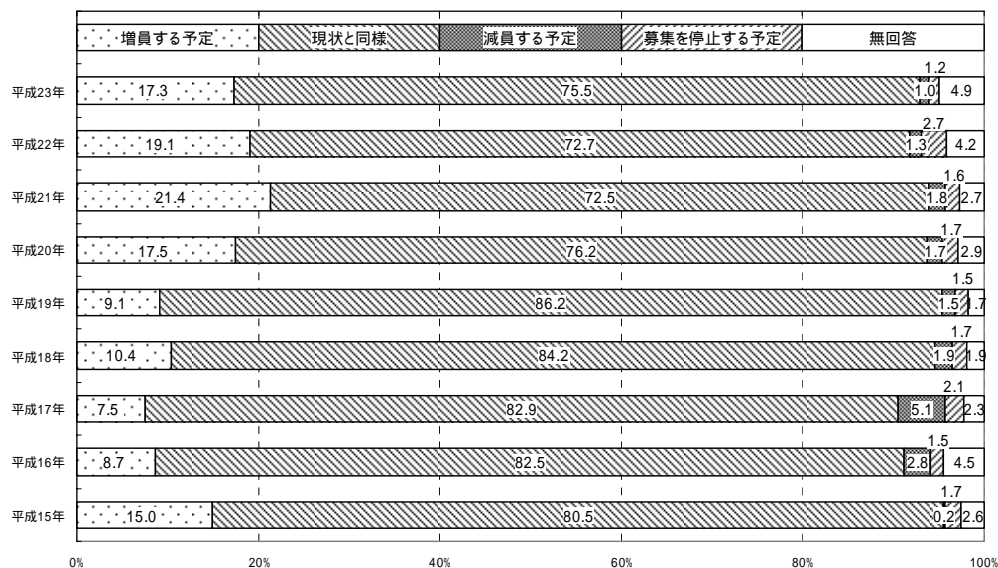 増員する予定 現状と同様 減員する予定 募集を停止する予定 無回答
1.2
平成23年 17.3 75.5 1.0 4.9
2.7
平成22年 19.1 72.7 1.3 4.2
1.6
平成21年 21.4 72.5 1.8 2.7
1.7
平成20年 17.5 76.2 1.7 2.9
1.5
平成19年 9.1 86.2 1.5 1.7
1.7
平成18年 10.4 84.2 1.9 1.9
2.1
平成17年 7.5 82.9 5.1 2.3
1.5
平成16年 8.7 82.5 2.8 4.5
1.7
平成15年 15.0 80.5 0.2 2.6
0% 20% 40% 60% 80% 100%